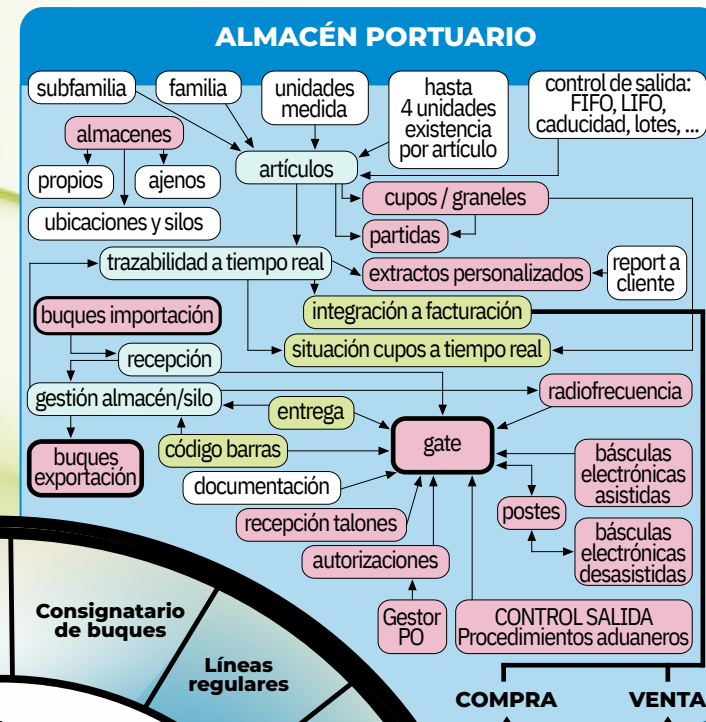 ALMACÉN PORTUARIO
subfamilia
familia
unidades
medida
hasta
4 unidades
existencia
por artículo
control de salida:
FIFO, LIFO,
caducidad, lotes, ...
almacenes
propios
ajenos
ubicaciones y silos
artículos
cupos / graneles
partidas
trazabilidad a tiempo real
extractos personalizados
report a
cliente
integración a facturación
buques importación
situación cupos a tiempo real
recepción
gestión almacén/silo
radiofrecuencia
entrega
código barras
gate
buques
exportación
básculas
electrónicas
asistidas
documentación
recepción talones
postes
autorizaciones
básculas
electrónicas
desasistidas
Gestor
PO
CONTROL SALIDA
Procedimientos aduaneros
Consignatario
de buques
Líneas
regulares
COMPRA
VENTA